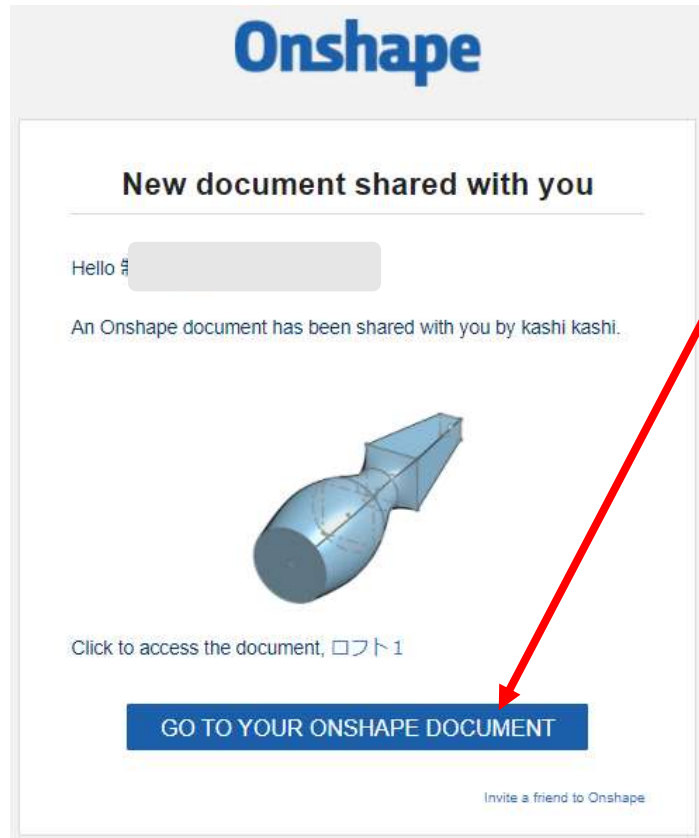 Onshape
New document shared with you
Hello
An Onshape document has been shared with you by kashi kashi.
Click to access the document, ロフト1
GO TO YOUR ONSHAPE DOCUMENT
Invite a friend to Onshape